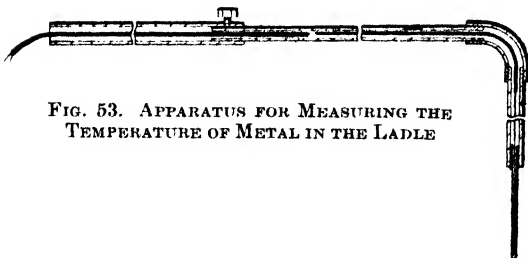 Fig. 53. Apparatus for Measuring the
Temperature of Metal in the Ladle